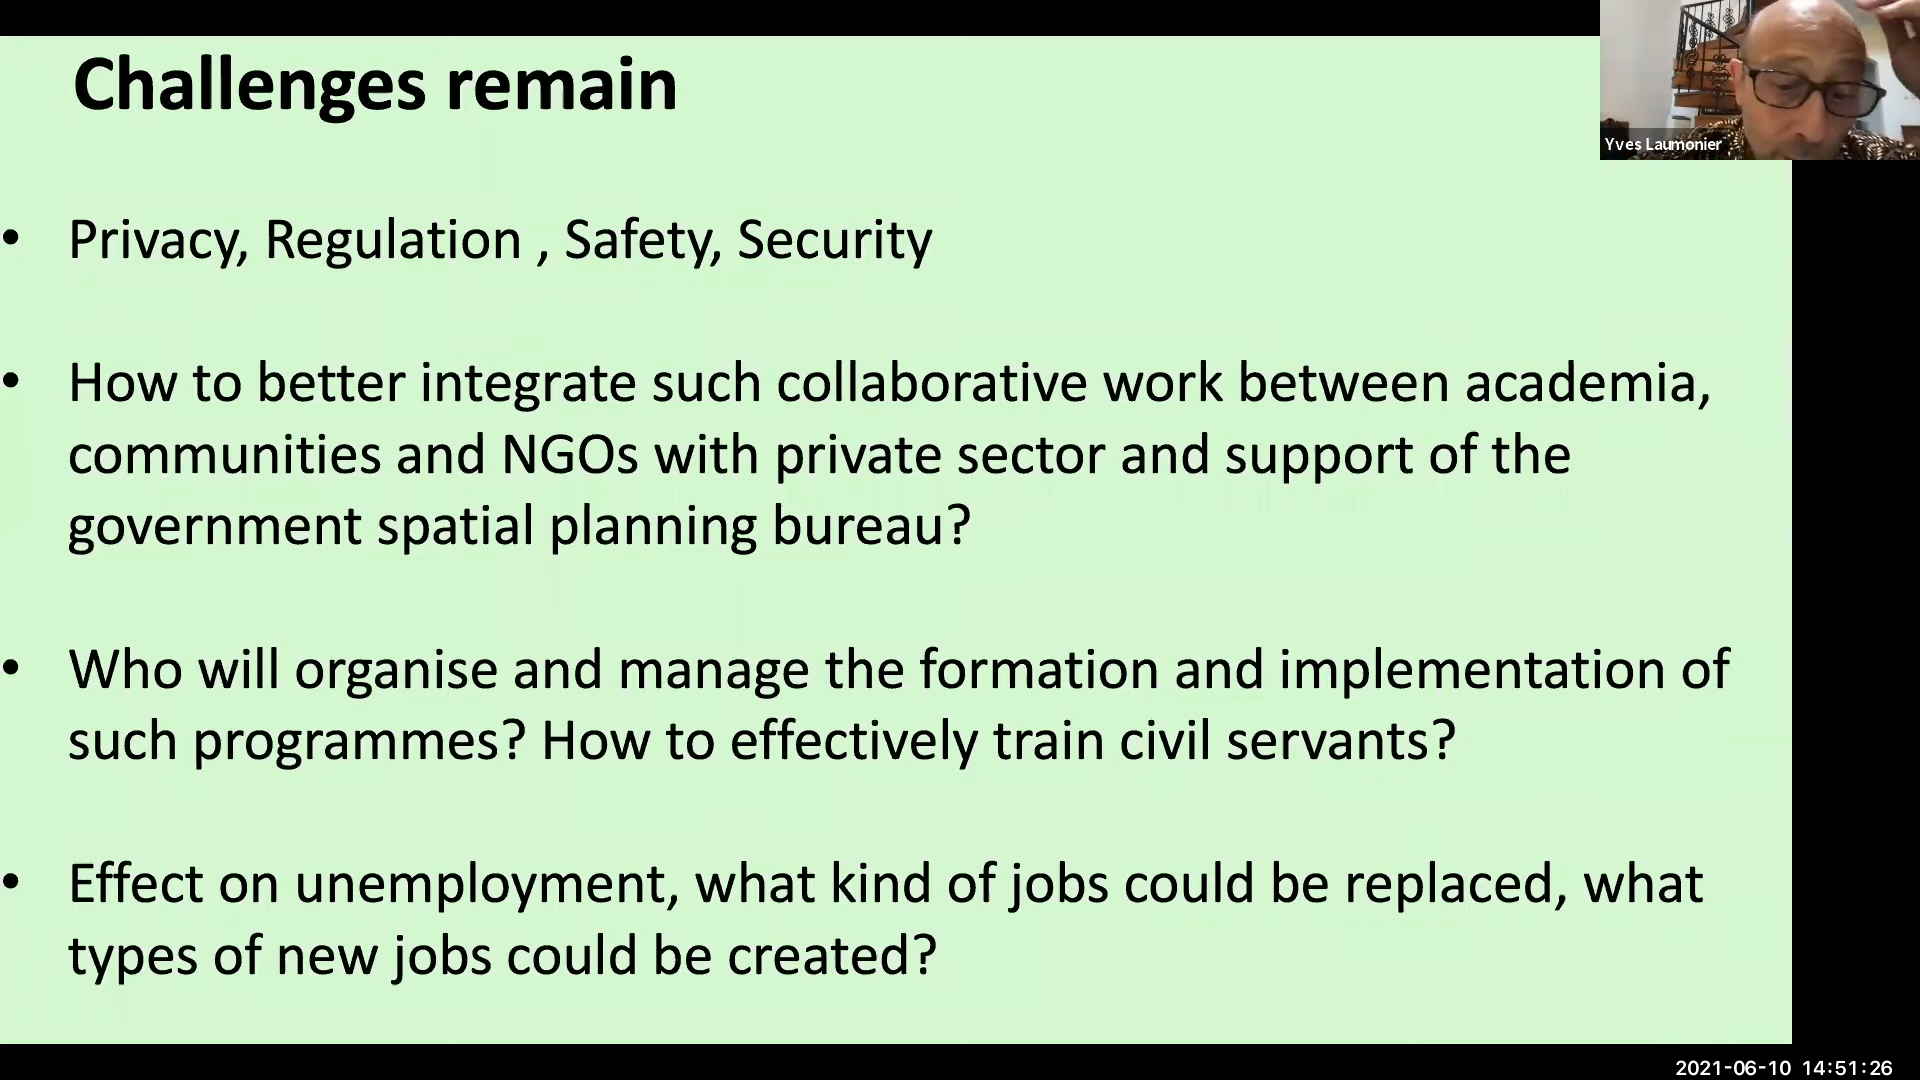 Challenges remain
Yves Laumonier
• Privacy, Regulation , Safety, Security
• How to better integrate such collaborative work between academia,
communities and NGOs with private sector and support of the
government spatial planning bureau?
• Who will organise and manage the formation and implementation of
such programmes? How to effectively train civil servants?
• Effect on unemployment, what kind of jobs could be replaced, what
types of new jobs could be created?
2021-06-10 14:51:26